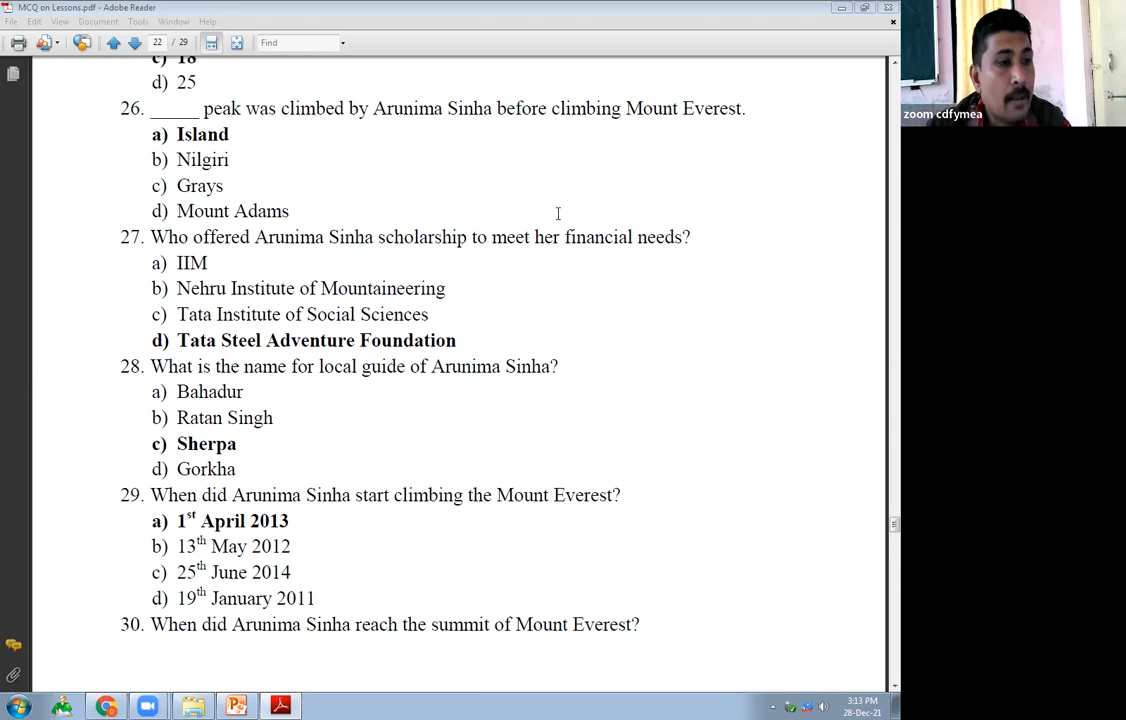 MCQ on Lessons.pdf - Adobe Reader
File Edit View Document Tools Window Help
22 / 29 Find
c) 18
d) 25
26. _____ peak was climbed by Arunima Sinha before climbing Mount Everest.
a) Island
b) Nilgiri
c) Grays
d) Mount Adams
27. Who offered Arunima Sinha scholarship to meet her financial needs?
a) IIM
b) Nehru Institute of Mountaineering
c) Tata Institute of Social Sciences
d) Tata Steel Adventure Foundation
28. What is the name for local guide of Arunima Sinha?
a) Bahadur
b) Ratan Singh
c) Sherpa
d) Gorkha
29. When did Arunima Sinha start climbing the Mount Everest?
a) 1st April 2013
b) 13th May 2012
c) 25th June 2014
d) 19th January 2011
30. When did Arunima Sinha reach the summit of Mount Everest?
zoom cdfymea
3:13 PM
28-Dec-21